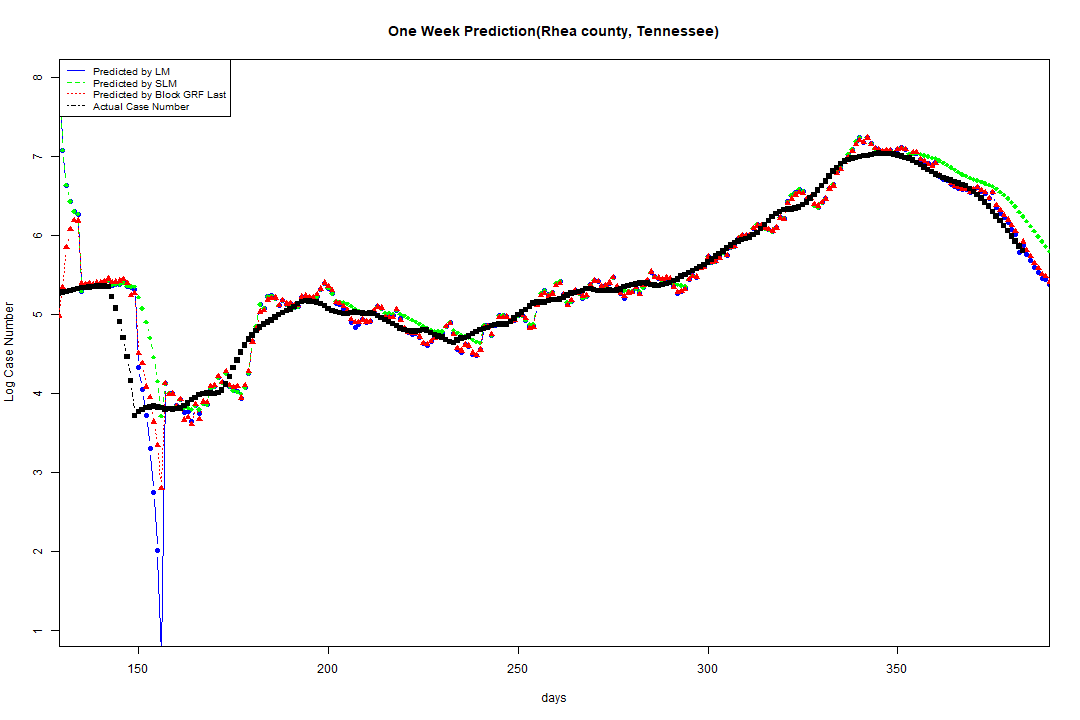 One Week Prediction(Rhea county, Tennessee)
Predicted by LM
Predicted by SLM
Predicted by Block GRF Last
Actual Case Number
8
7
6
5
4
3
2
1
Log Case Number
150 200 250 300 350
days